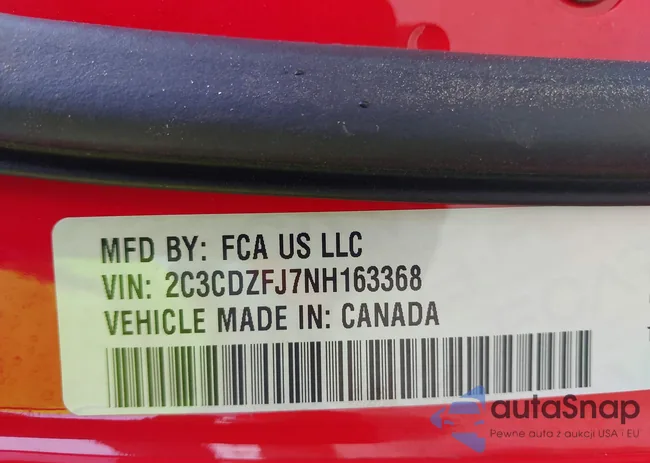 MFD BY: FCA US LLC
VIN: 2C3CDZFJ7NH163368
VEHICLE MADE IN: CANADA
autaSnap
Pewne auta z aukcji USA i EU